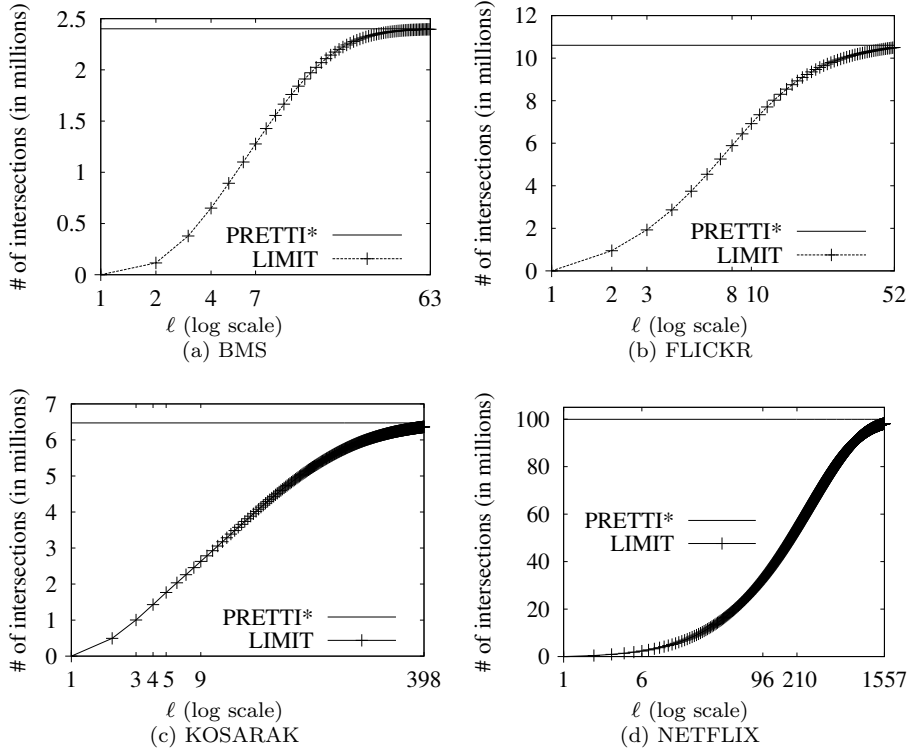 # of intersections (in millions)
2.5
2
1.5
1
0.5
0
PRETTI*
LIMIT
1 2 4 7 63
ℓ (log scale)
(a) BMS
# of intersections (in millions)
12
10
8
6
4
2
0
PRETTI*
LIMIT
1 2 3 8 10 52
ℓ (log scale)
(b) FLICKR
# of intersections (in millions)
7
6
5
4
3
2
1
0
PRETTI*
LIMIT
1 3 4 5 9 398
ℓ (log scale)
(c) KOSARAK
# of intersections (in millions)
100
80
60
40
20
0
PRETTI*
LIMIT
1 6 96 210 1557
ℓ (log scale)
(d) NETFLIX